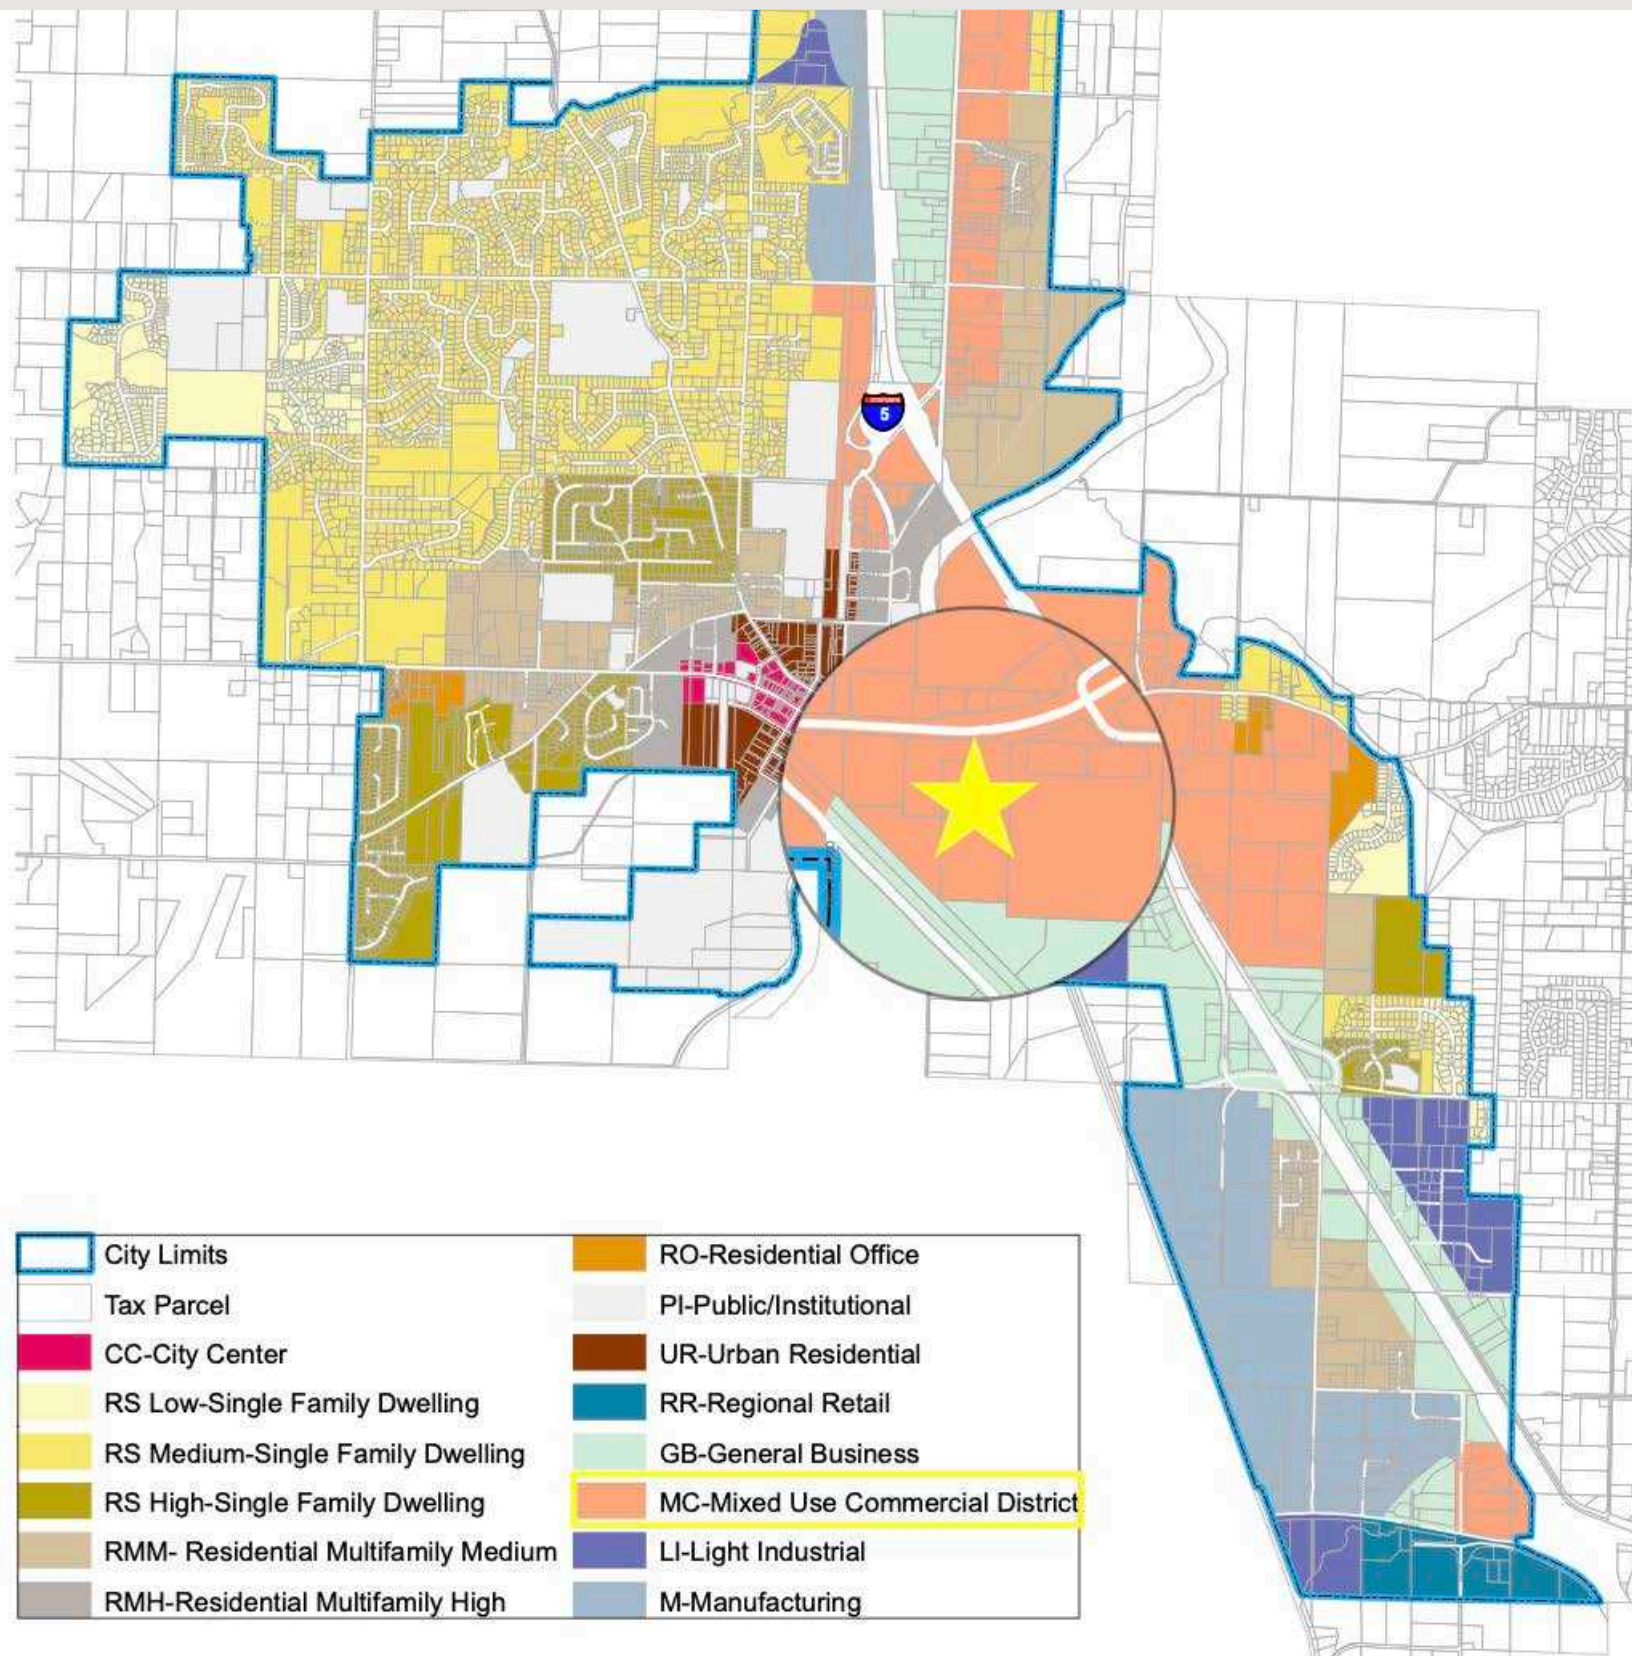 5
City Limits
Tax Parcel
CC-City Center
RS Low-Single Family Dwelling
RS Medium-Single Family Dwelling
RS High-Single Family Dwelling
RMM- Residential Multifamily Medium
RMH-Residential Multifamily High
RO-Residential Office
PI-Public/Institutional
UR-Urban Residential
RR-Regional Retail
GB-General Business
MC-Mixed Use Commercial District
LI-Light Industrial
M-Manufacturing